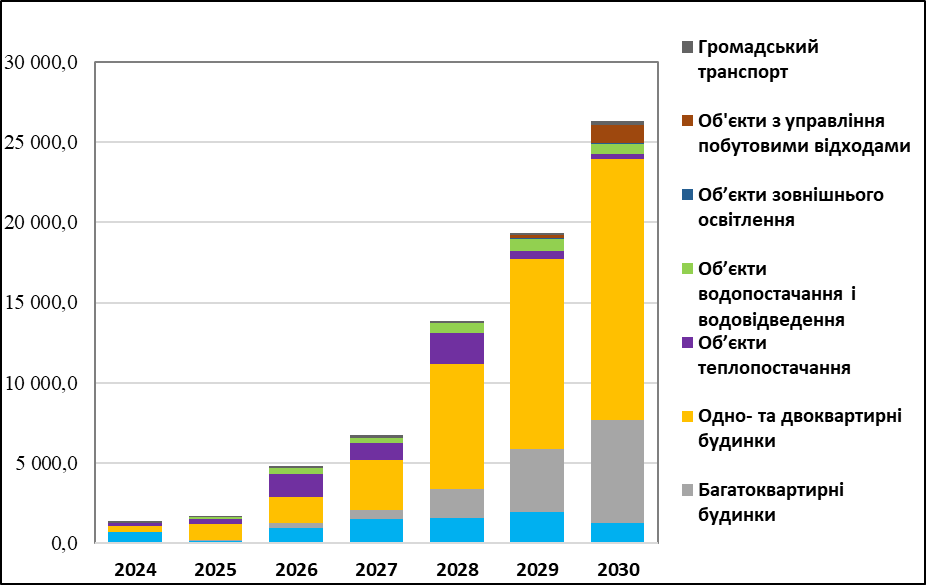 30 000,0
25 000,0
20 000,0
15 000,0
10 000,0
5 000,0
0,0
2024 2025 2026 2027 2028 2029 2030
Громадський
транспорт
Об'єкти з управління
побутовими відходами
Об’єкти зовнішнього
освітлення
Об’єкти
водопостачання і
водовідведення
Об’єкти
теплопостачання
Одно- та двоквартирні
будинки
Багатоквартирні
будинки